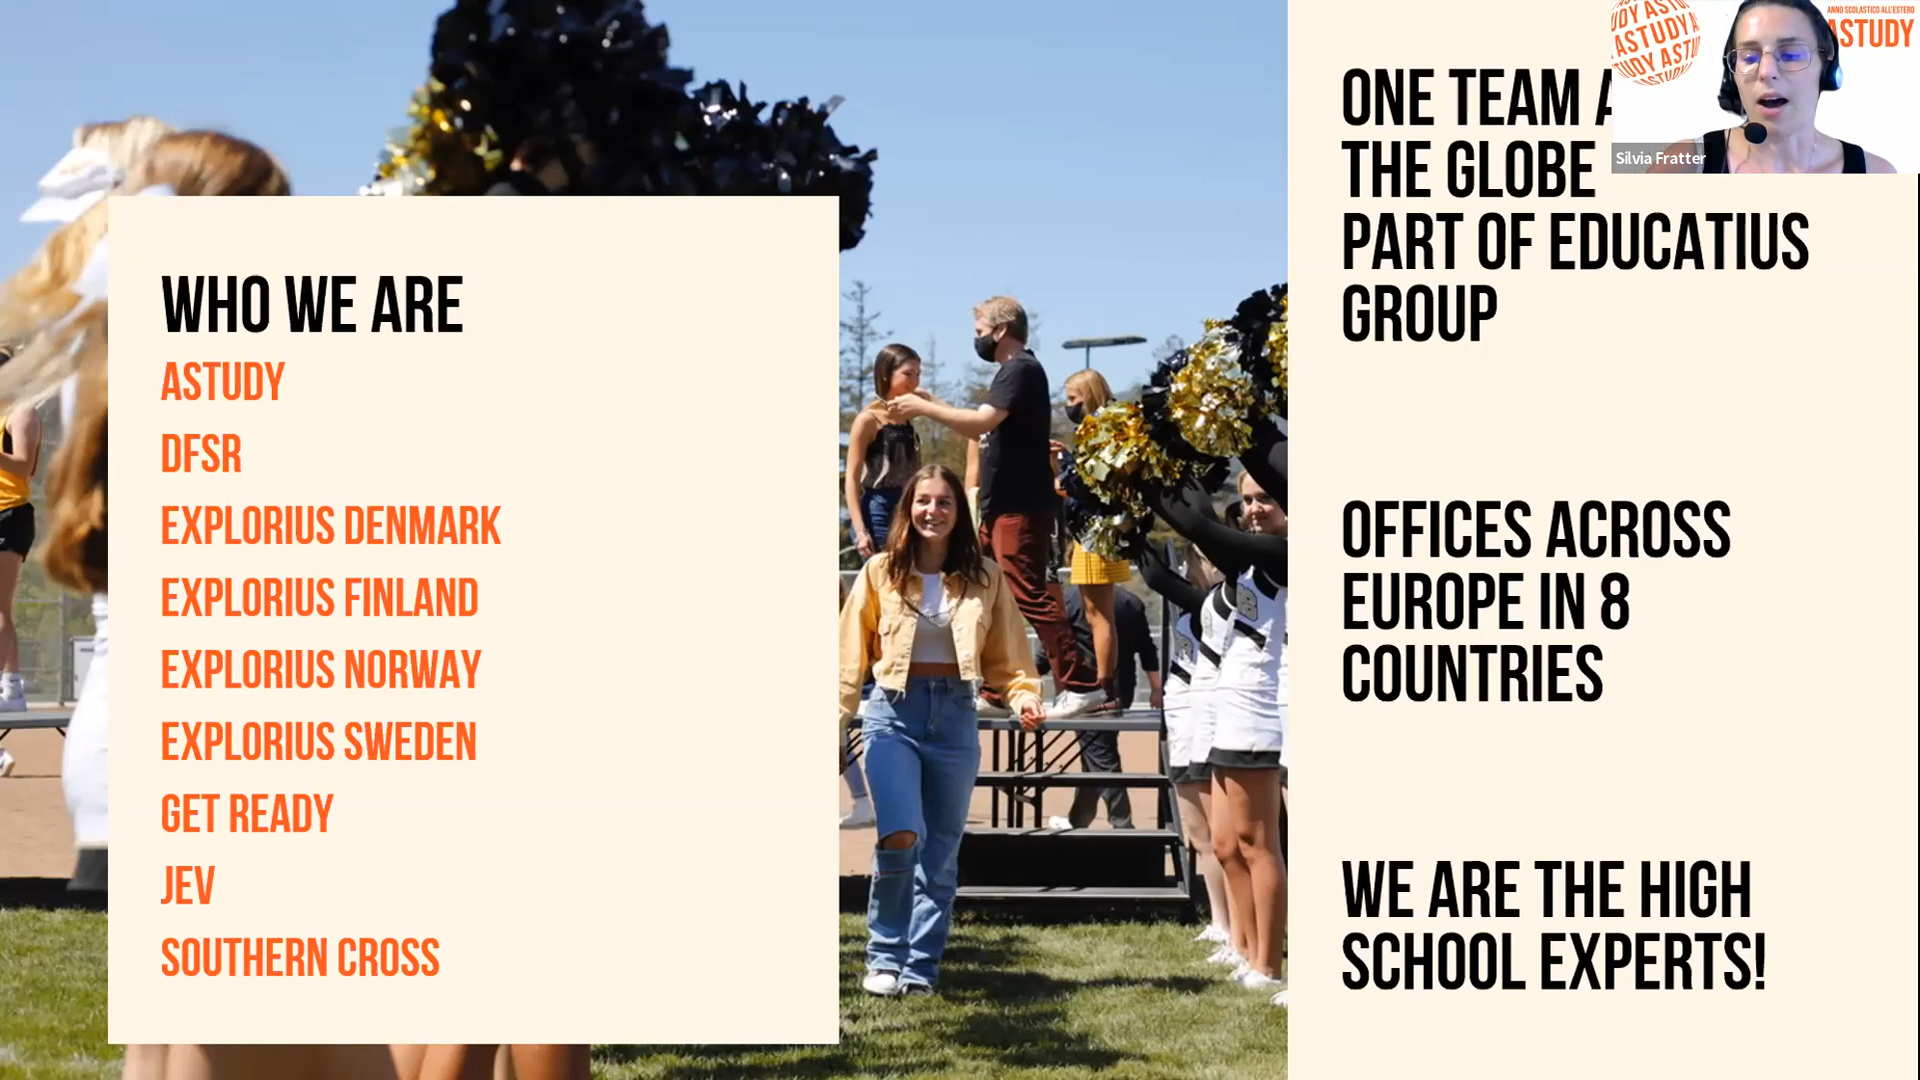 WHO WE ARE
ASTUDY
DFSR
EXPLORIUS DENMARK
EXPLORIUS FINLAND
EXPLORIUS NORWAY
EXPLORIUS SWEDEN
GET READY
JEV
SOUTHERN CROSS
ONE TEAM
THE GLOBE
PART OF EDUCATIUS
GROUP
OFFICES ACROSS
EUROPE IN 8
COUNTRIES
WE ARE THE HIGH
SCHOOL EXPERTS!
ANNO SCOLASTICO ALL'ESTERO
ASTUDY
ASTUDY
Silvia Fratter